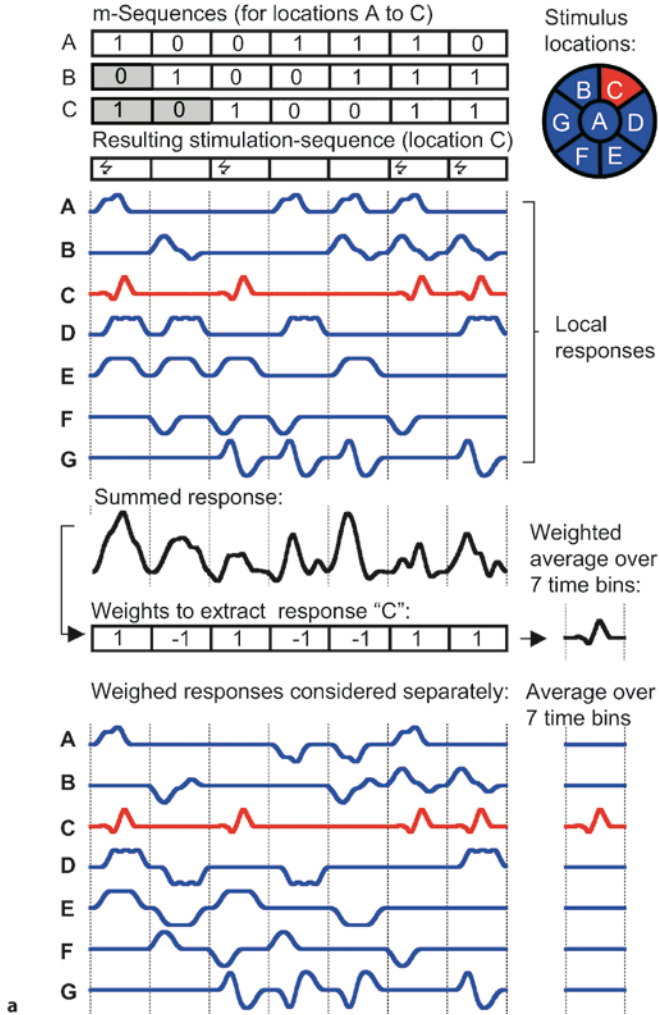 m-Sequences (for locations A to C)
A 1 0 0 1 1 1 0
B 0 1 0 0 1 1 1
C 1 0 1 0 0 1 1
Resulting stimulation-sequence (location C)
Stimulus
locations:
B C
G A D
F E
A
B
C
D
E
F
G
Local
responses
Summed response:
Weighted
average over
7 time bins:
Weights to extract response “C”:
1 -1 1 -1 -1 1 1
Weighed responses considered separately:
Average over
7 time bins
A
B
C
D
E
F
G
a